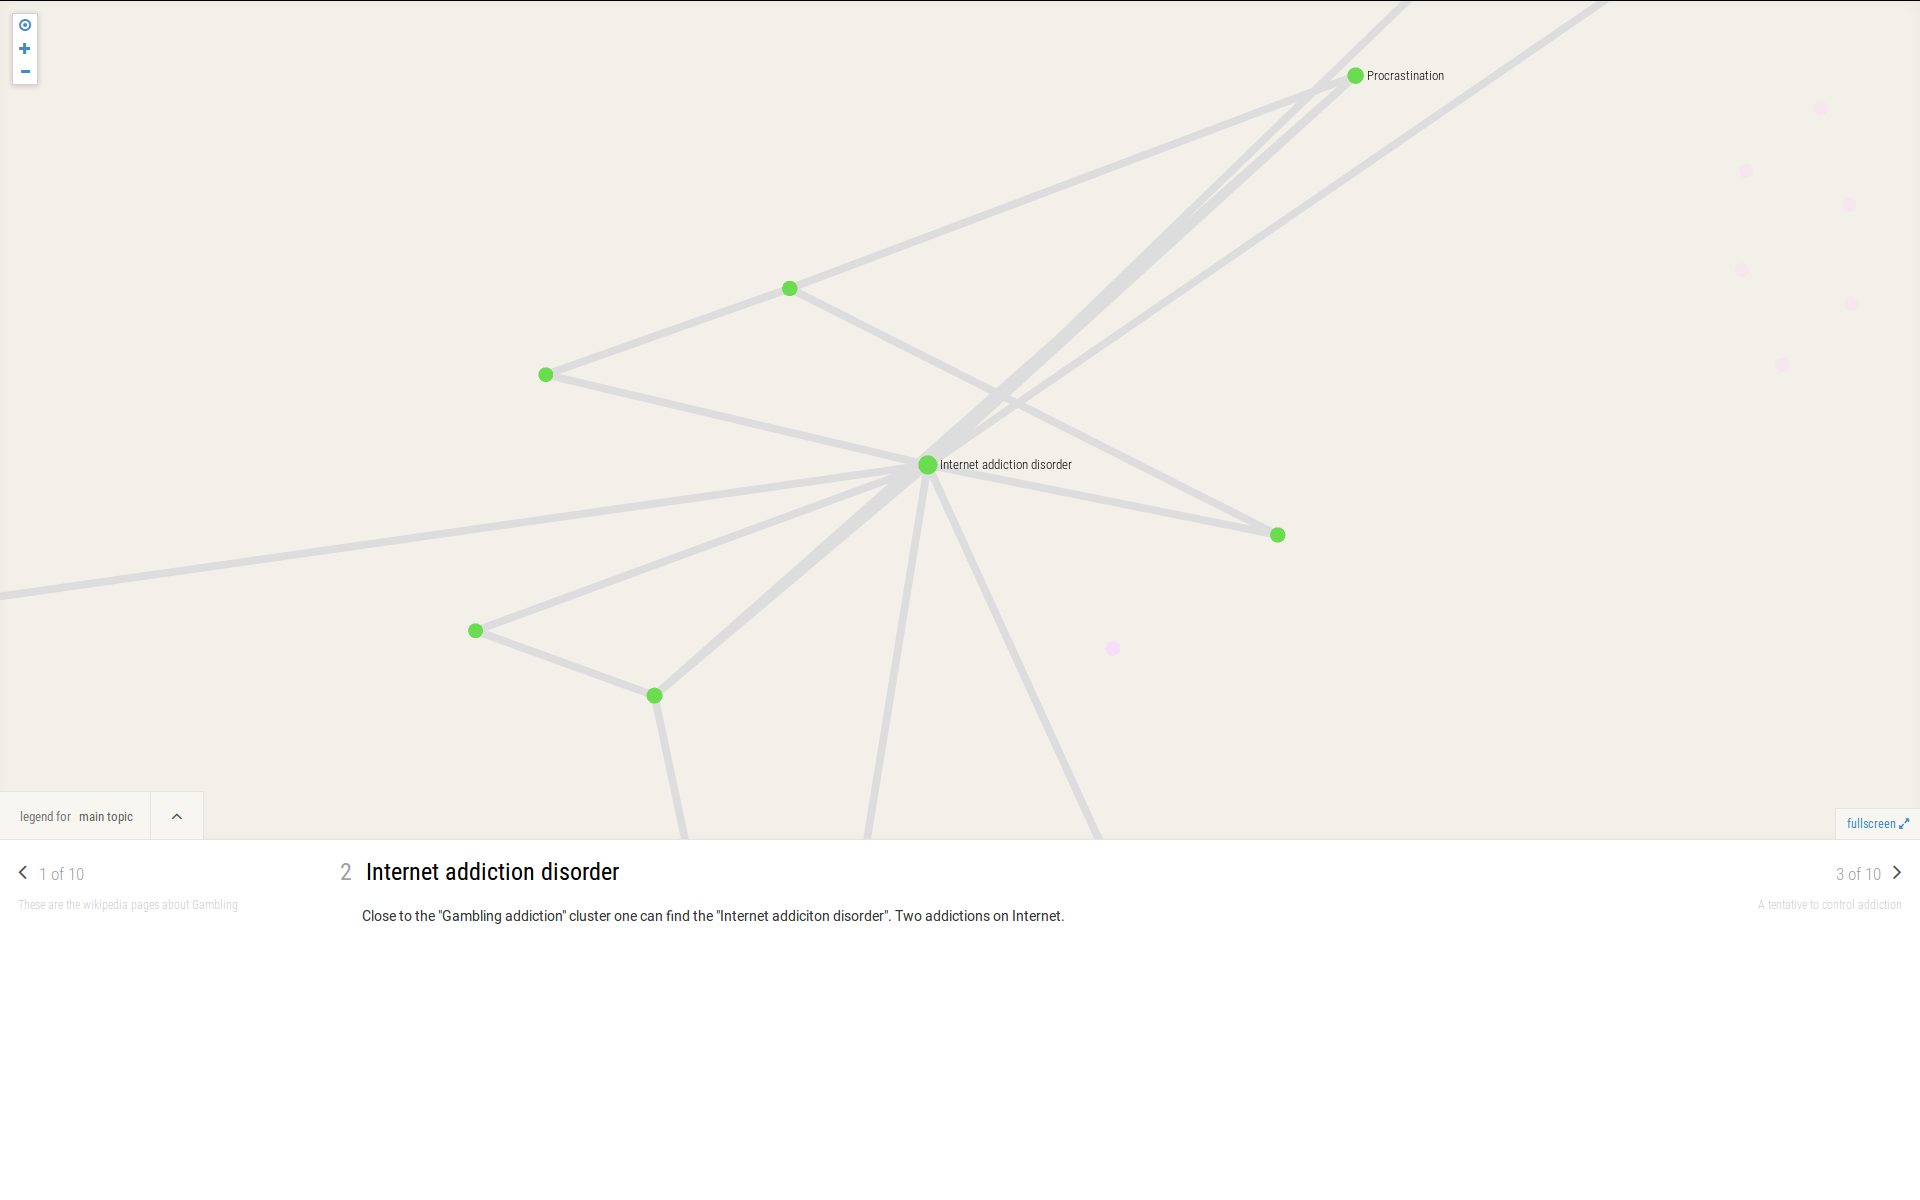 Procrastination
Internet addiction disorder
legend for main topic
fullscreen
1 of 10
These are the wikipedia pages about Gambling
2 Internet addiction disorder
Close to the "Gambling addiction" cluster one can find the "Internet addiciton disorder". Two addictions on Internet.
3 of 10
A tentative to control addiction